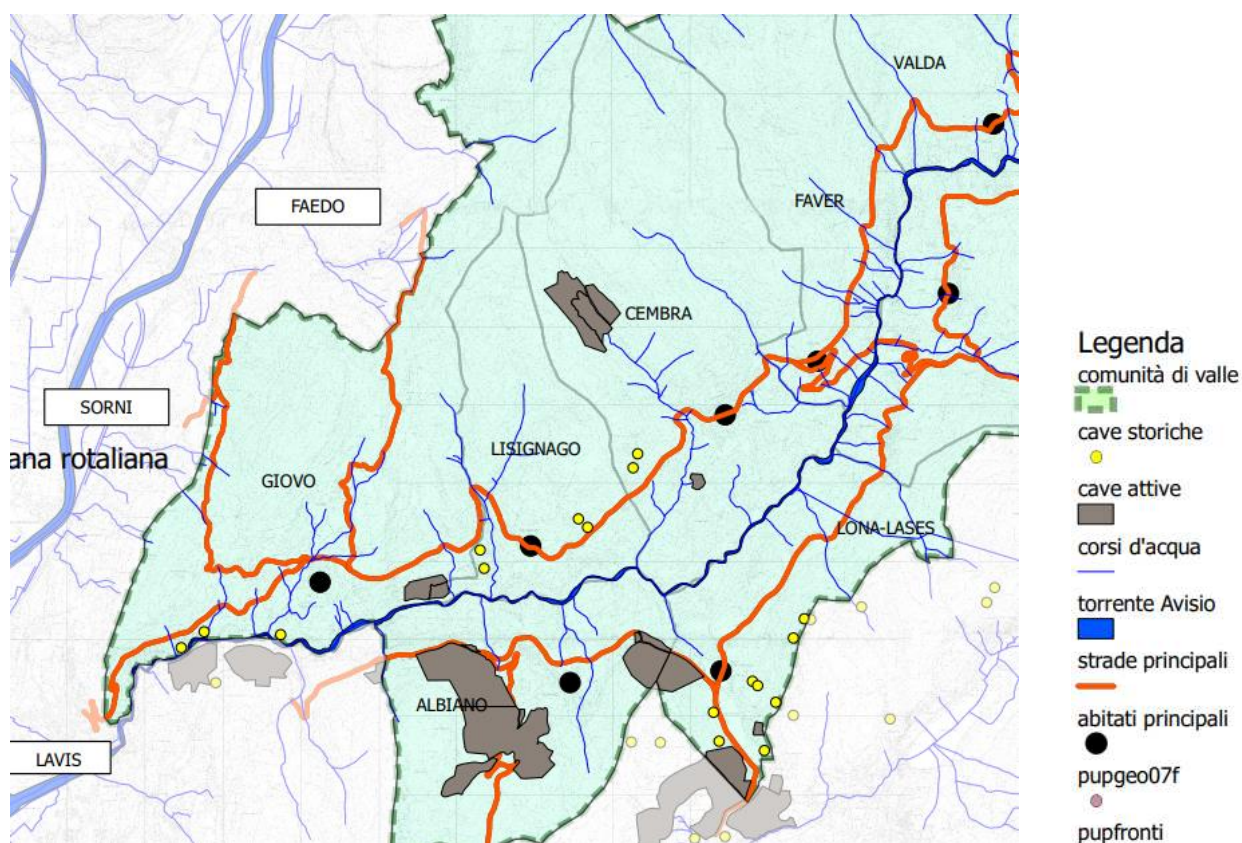 VALDA
FAEDO
FAVER
CEMBRA
SORNI
LISIGNAGO
ana rotaliana
GIOVO
LONA-LASES
ALBIANO
LAVIS
Legenda
comunità di valle
cave storiche
cave attive
corsi d'acqua
torrente Avisio
strade principali
abitati principali
pupgeo07f
pupfronti